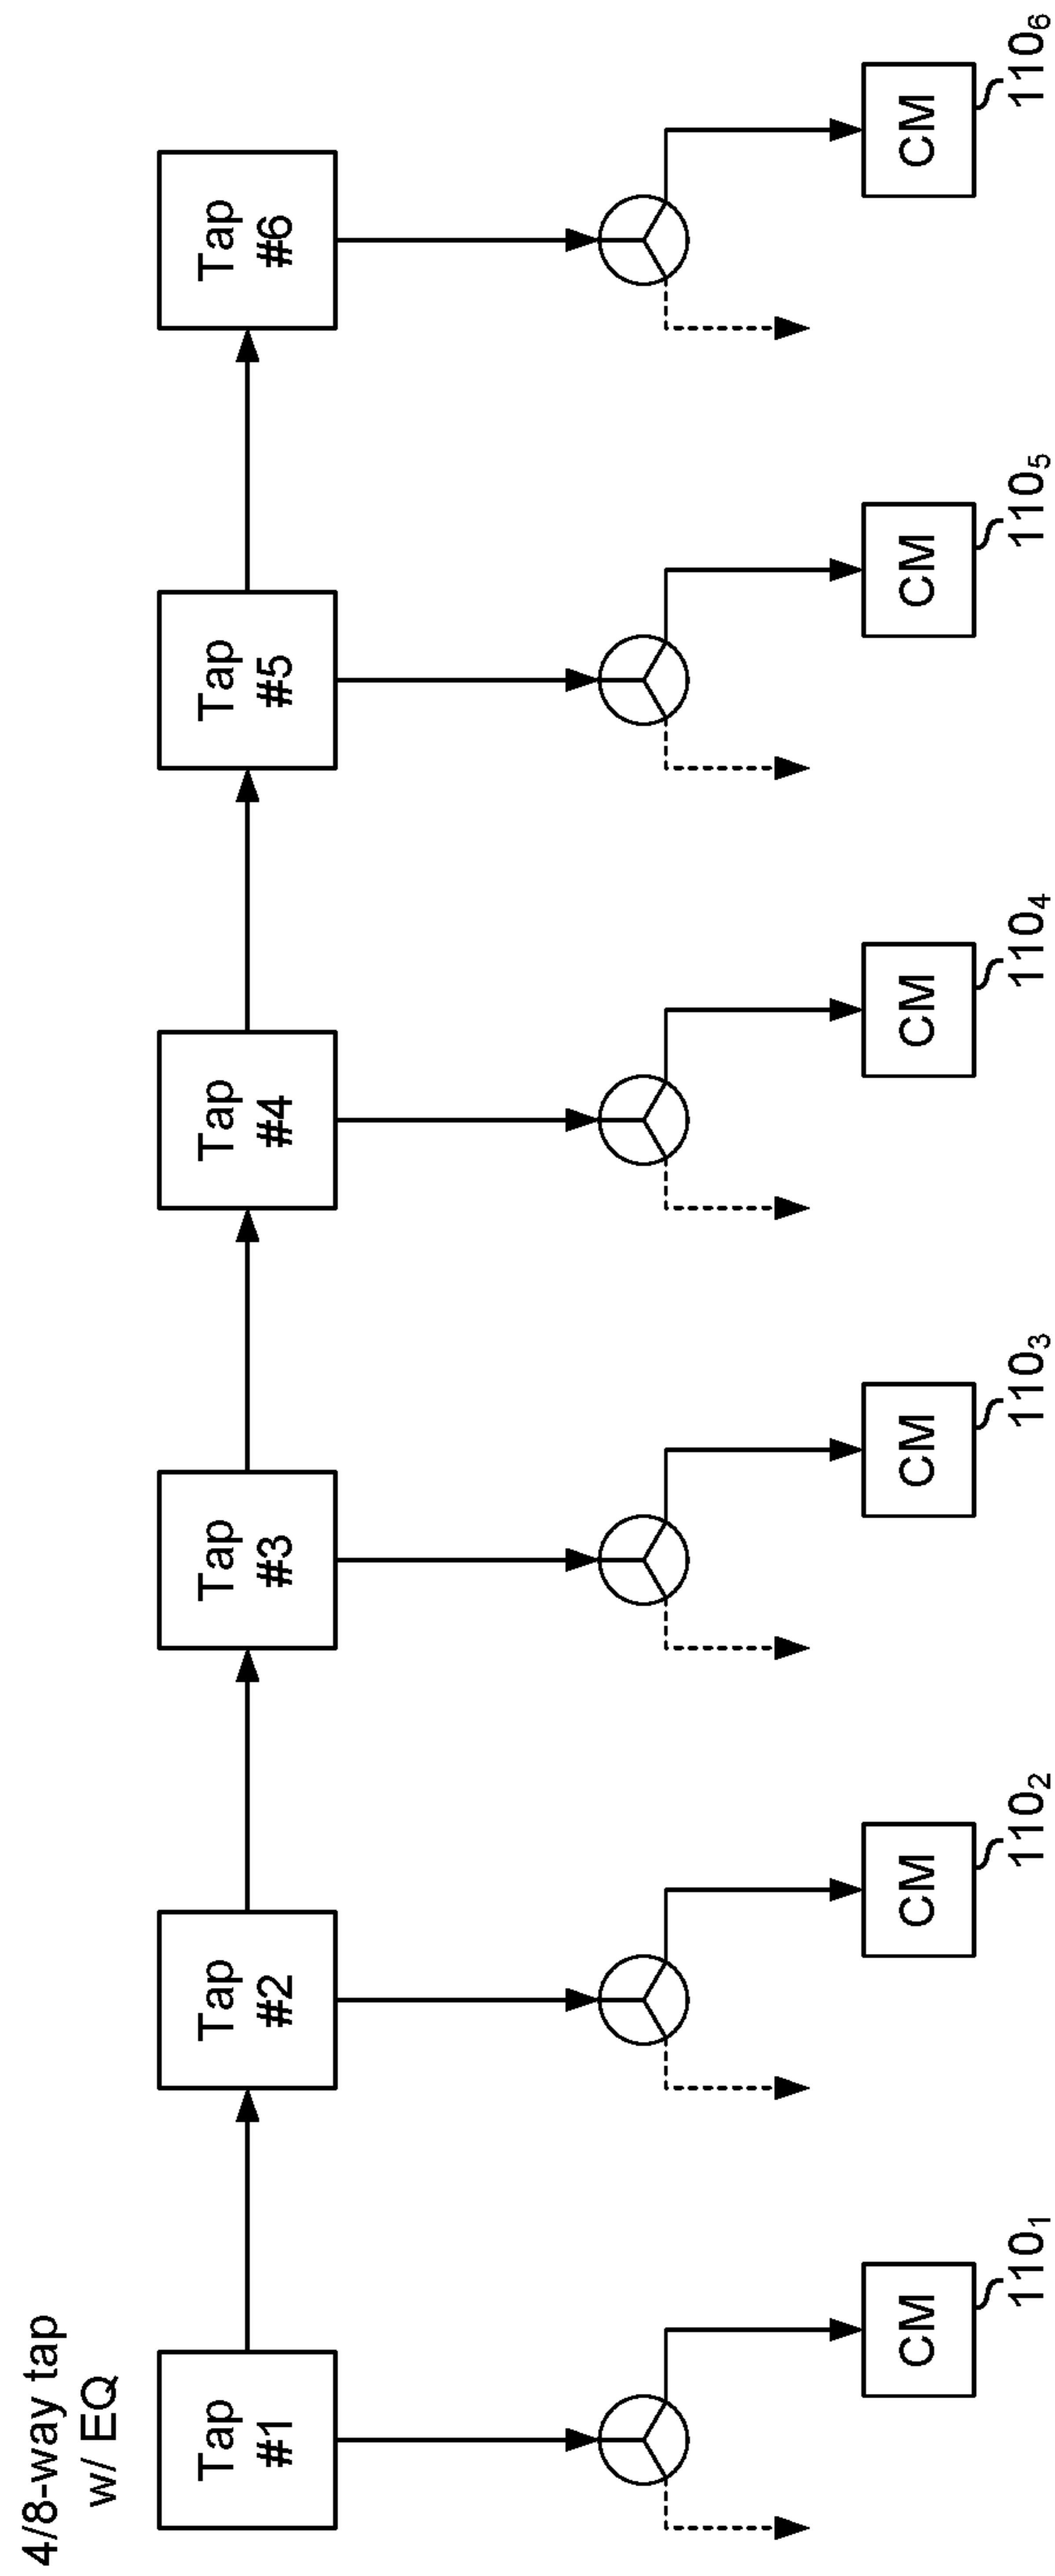 4/8-way tap
w/ EQ
Tap
#1
Tap
#2
Tap
#3
Tap
#4
Tap
#5
Tap
#6
CM
CM
CM
CM
CM
CM
110₁
110₂
110₃
110₄
110₅
110₆